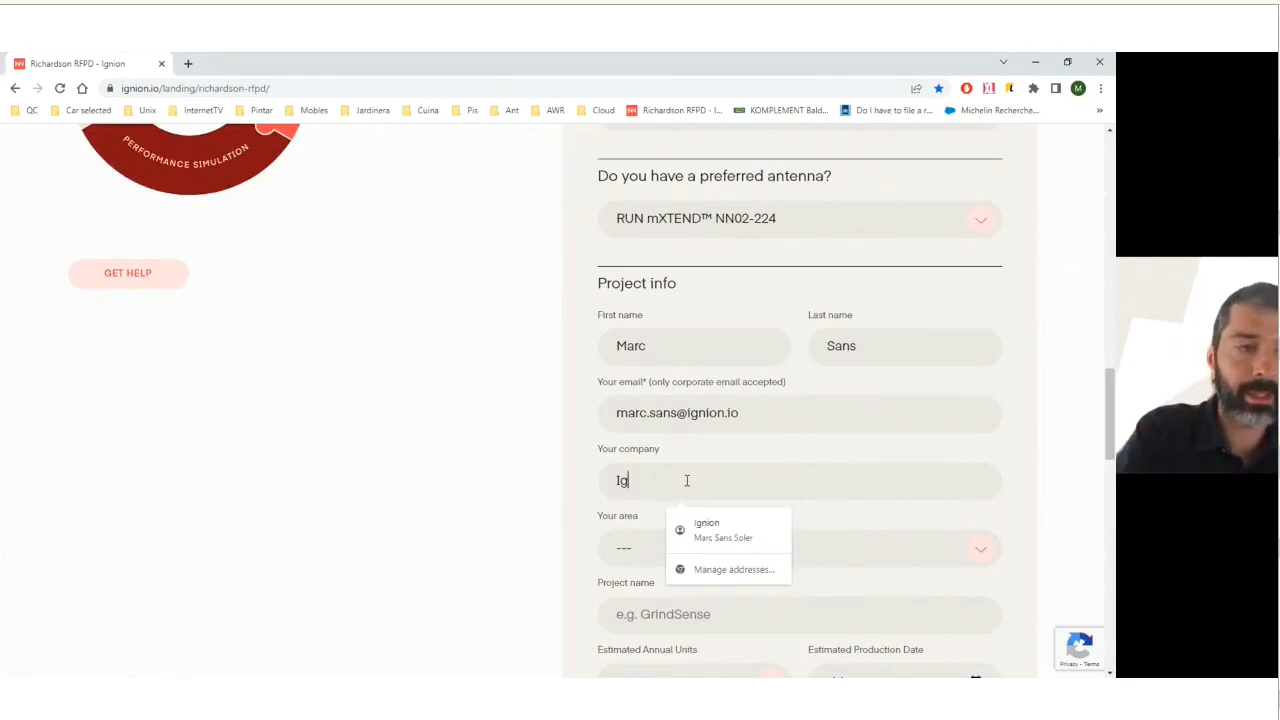 Richardson RFPD - Ignion
ignion.io/landing/richardson-rfpd/
M
QC
Car selected
Unix
InternetTV
Pintar
Mobles
Jardinera
Cuina
Pis
Ant
AWR
Cloud
Richardson RFPD - I...
KOMPLEMENT Bald...
Do I have to file a r...
Michelin Recherche...
»
PERFORMANCE SIMULATION
GET HELP
Do you have a preferred antenna?
RUN mXTEND™ NN02-224
Project info
First name
Last name
Marc
Sans
Your email* (only corporate email accepted)
marc.sans@ignion.io
Your company
Ig
Ignion
Marc Sans Soler
Manage addresses...
Your area
---
Project name
e.g. GrindSense
Estimated Annual Units
Estimated Production Date
Privacy - Terms